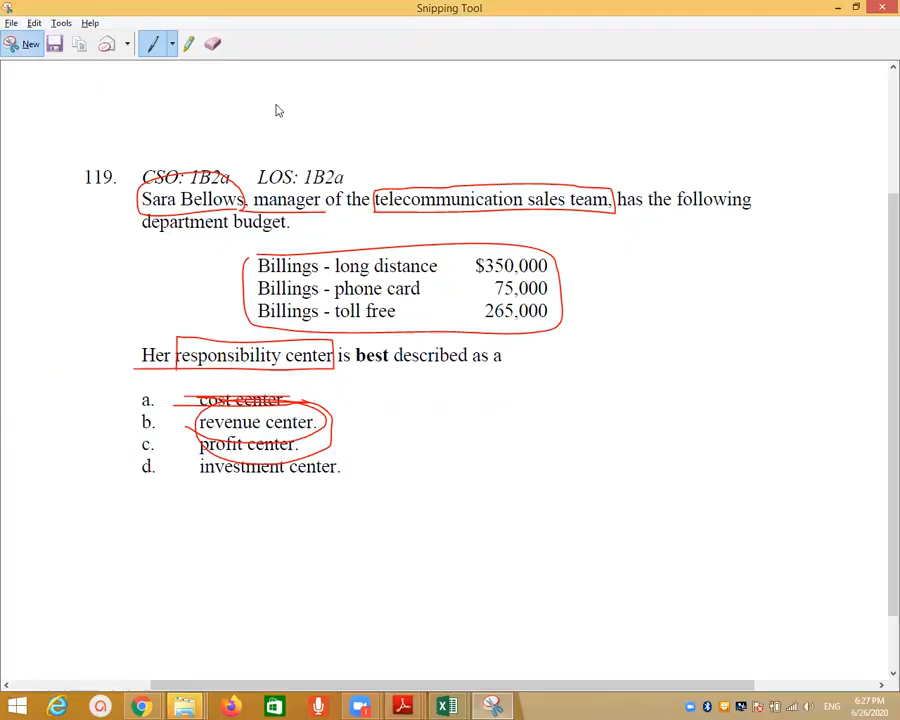 Snipping Tool
File Edit Tools Help
New
119. CSO: 1B2a LOS: 1B2a
Sara Bellows, manager of the telecommunication sales team, has the following
department budget.
Billings - long distance $350,000
Billings - phone card 75,000
Billings - toll free 265,000
Her responsibility center is best described as a
a. cost center.
b. revenue center.
c. profit center.
d. investment center.
ENG
6:27 PM
6/26/2020